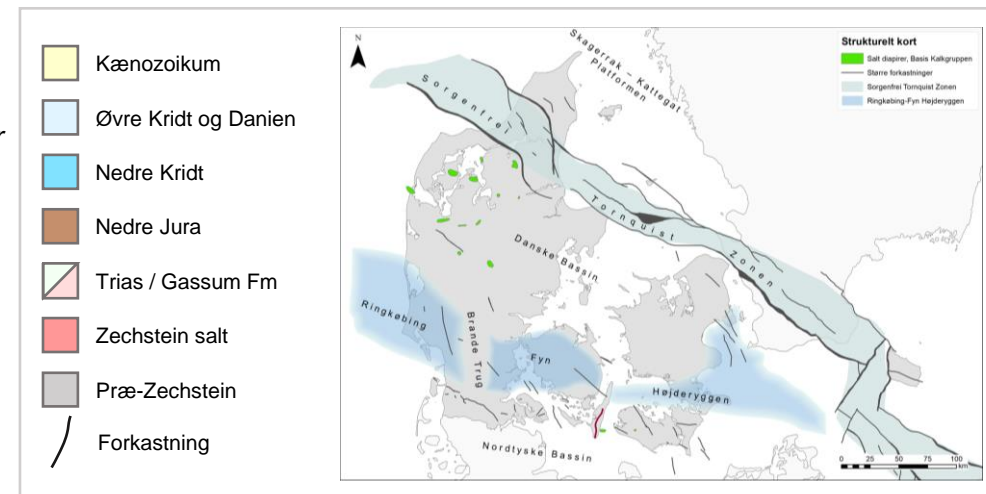 r
Kænozoikum
Øvre Kridt og Danien
Nedre Kridt
Nedre Jura
Trias / Gassum Fm
Zechstein salt
Præ-Zechstein
Forkastning
N
Skagerrak – Kattegat
Platformen
Strukturelt kort
Salt diapirer, Basis Kalkgruppen
Større forkastninger
Sorgenfrei Tornquist Zonen
Ringkøbing-Fyn Højderyggen
Sorgenfrei
Tornquist
Zonen
Danske Bassin
Ringkøbing
Brande Trug
Fyn
Højderyggen
Nordtyske Bassin
0 25 50 75 100
km